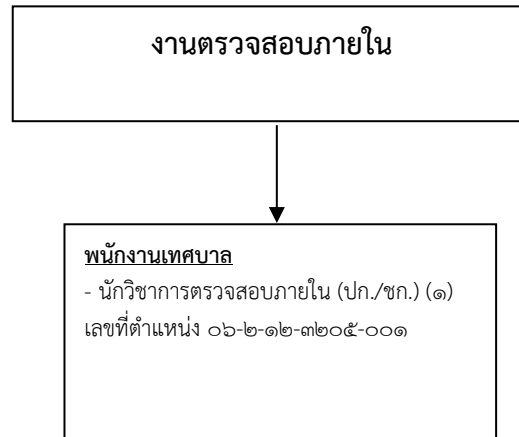 งานตรวจสอบภายใน
พนักงานเทศบาล
- นักวิชาการตรวจสอบภายใน (ปก./ชก.) (๑)
เลขที่ตำแหน่ง ๐๖-๒-๑๒-๓๒๐๕-๐๐๑